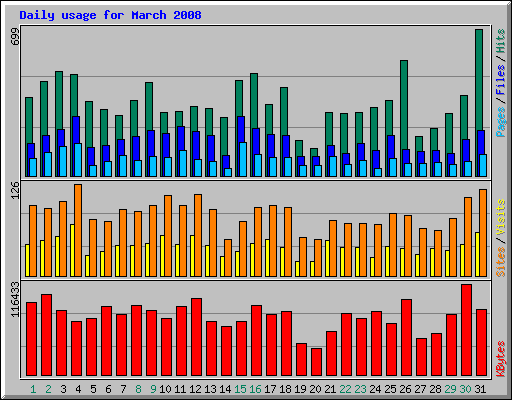 Daily usage for March 2008
699
Pages / Files / Hits
126
Sites / Visits
116433
KBytes
1 2 3 4 5 6 7 8 9 10 11 12 13 14 15 16 17 18 19 20 21 22 23 24 25 26 27 28 29 30 31